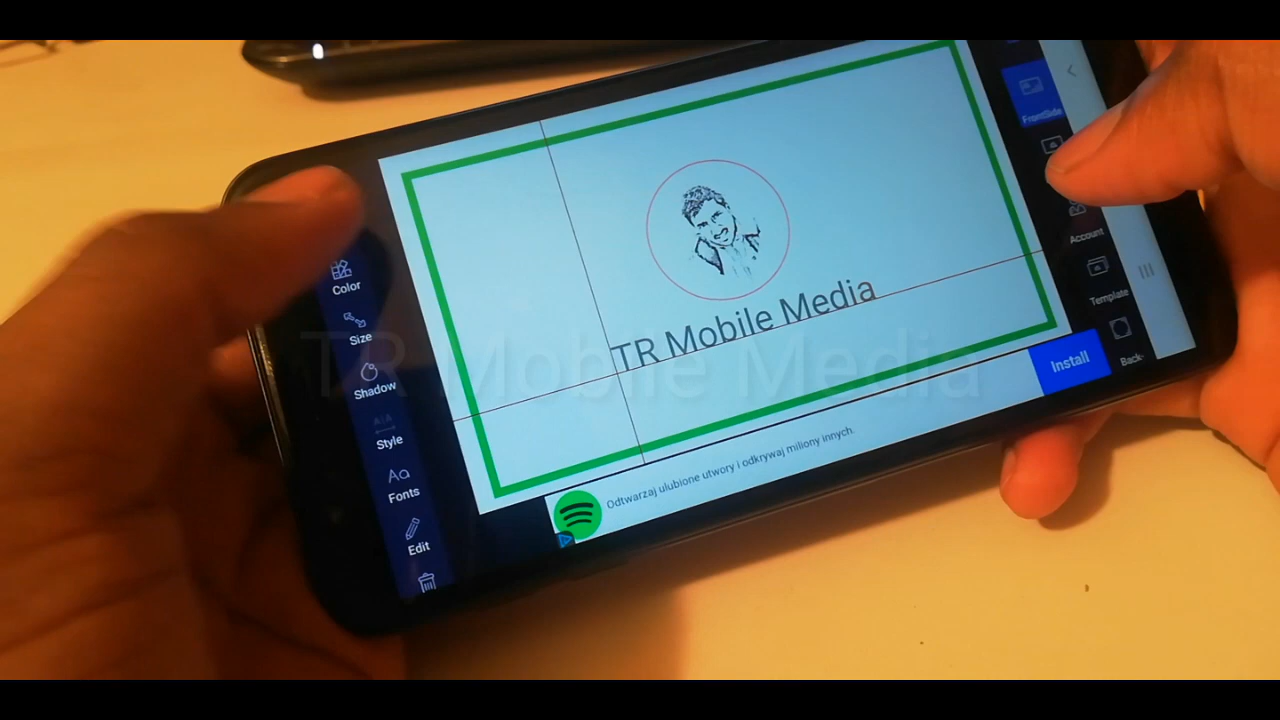 FrontSide
Account
Template
Back-
Color
Size
Shadow
Style
Fonts
Edit
TR Mobile Media
Install
Odtwarzaj ulubione utwory i odkrywaj miliony innych.
TR Mobile Media